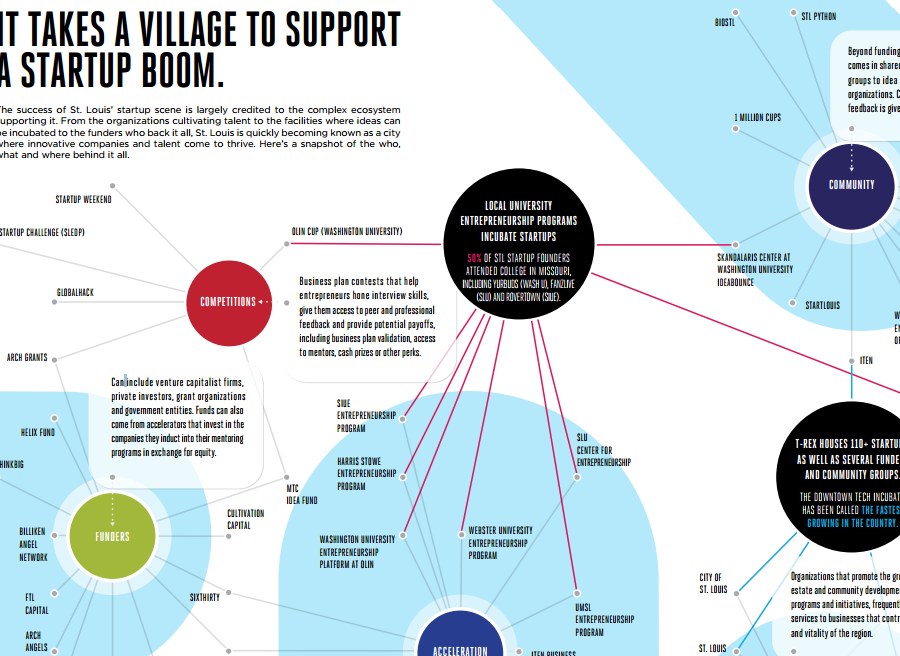 IT TAKES A VILLAGE TO SUPPORT
A STARTUP BOOM.
The success of St. Louis' startup scene is largely credited to the complex ecosystem
supporting it. From the organizations cultivating talent to the facilities where ideas can
be incubated to the funders who back it all, St. Louis is quickly becoming known as a city
where innovative companies and talent come to thrive. Here's a snapshot of the who,
what and where behind it all.
BIOSTL
STL PYTHON
Beyond funding
comes in share
groups to idea
organizations. C
feedback is give
1 MILLION CUPS
COMMUNITY
STARTUP WEEKEND
STARTUP CHALLENGE (SLEDP)
GLOBALHACK
ARCH GRANTS
COMPETITIONS
OLIN CUP (WASHINGTON UNIVERSITY)
Business plan contests that help
entrepreneurs hone interview skills,
give them access to peer and professional
feedback and provide potential payoffs,
including business plan validation, access
to mentors, cash prizes or other perks.
LOCAL UNIVERSITY
ENTREPRENEURSHIP PROGRAMS
INCUBATE STARTUPS
50% OF STL STARTUP FOUNDERS
ATTENDED COLLEGE IN MISSOURI,
INCLUDING YURBUDS (WASH U), FANZLIVE
(SLU) AND ROVERTOWN (SIUE).
SKANDALARIS CENTER AT
WASHINGTON UNIVERSITY
IDEABOUNCE
STARTLOUIS
ITEN
Can include venture capitalist firms,
private investors, grant organizations
and government entities. Funds can also
come from accelerators that invest in the
companies they induct into their mentoring
programs in exchange for equity.
HELIX FUND
HINKBIG
FUNDERS
BILLIKEN
ANGEL
NETWORK
FTL
CAPITAL
ARCH
ANGELS
MTC
IDEA FUND
CULTIVATION
CAPITAL
SIXTHIRTY
SIUE
ENTREPRENEURSHIP
PROGRAM
HARRIS STOWE
ENTREPRENEURSHIP
PROGRAM
WASHINGTON UNIVERSITY
ENTREPRENEURSHIP
PLATFORM AT OLIN
WEBSTER UNIVERSITY
ENTREPRENEURSHIP
PROGRAM
SLU
CENTER FOR
ENTREPRENEURSHIP
UMSL
ENTREPRENEURSHIP
PROGRAM
ACCELERATION
ITEN BUSINESS
T-REX HOUSES 110+ STARTU
AS WELL AS SEVERAL FUNDE
AND COMMUNITY GROUPS.
THE DOWNTOWN TECH INCUBAT
HAS BEEN CALLED THE FASTES
GROWING IN THE COUNTRY.
CITY OF
ST. LOUIS
ST. LOUIS
Organizations that promote the gr
estate and community developme
programs and initiatives, frequent
services to businesses that contr
and vitality of the region.